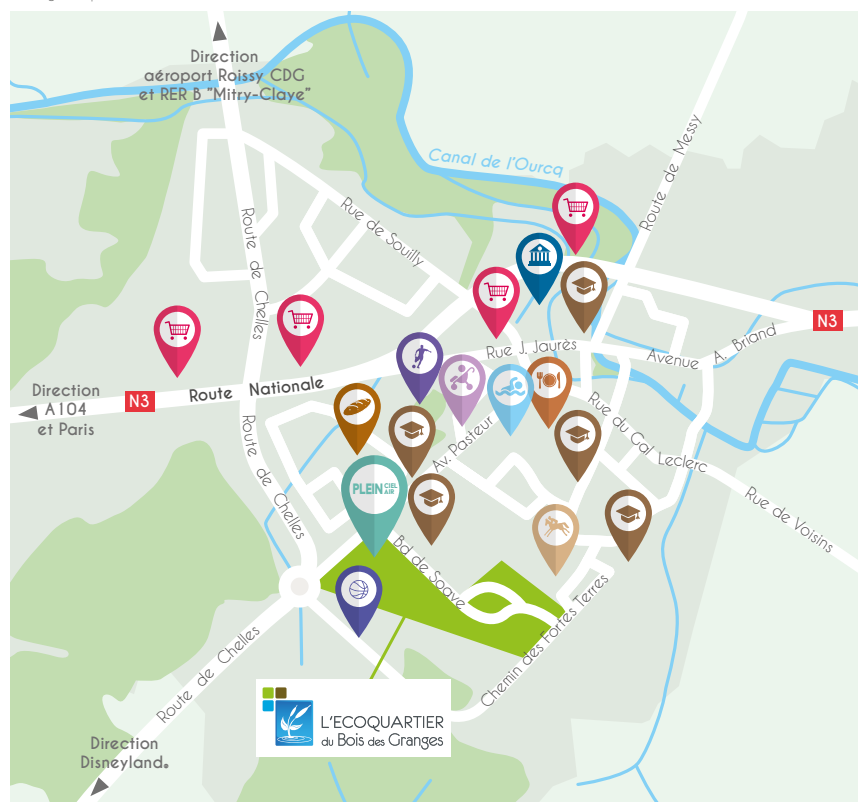 Direction
aéroport Roissy CDG
et RER B "Mitry-Claye"
Canal de l'Ourcq
Route de Messy
Rue de Souilly
Route de Chelles
N3
Rue J. Jaurès
Avenue A. Briand
Direction
A104
et Paris
N3
Route Nationale
Route de Chelles
Av. Pasteur
Rue du Gal Leclerc
Rue de Voisins
PLEIN CIEL
AIR
Bd de Soave
Chemin des Fortes Terres
Route de Chelles
L'ECOQUARTIER
du Bois des Granges
Direction
Disneyland®